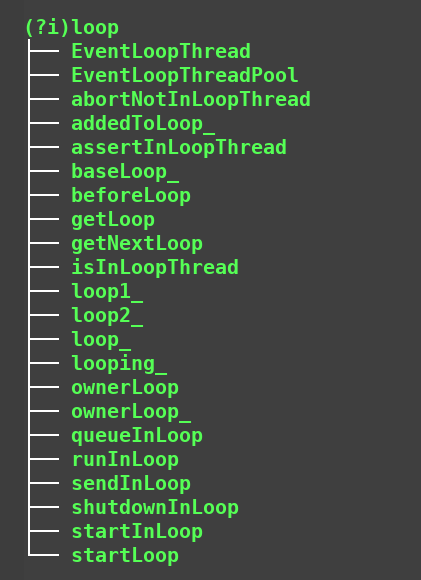 (?i)loop
EventLoopThread
EventLoopThreadPool
abortNotInLoopThread
addedToLoop_
assertInLoopThread
baseLoop_
beforeLoop
getLoop
getNextLoop
isInLoopThread
loop1_
loop2_
loop_
looping_
ownerLoop
ownerLoop_
queueInLoop
runInLoop
sendInLoop
shutdownInLoop
startInLoop
startLoop